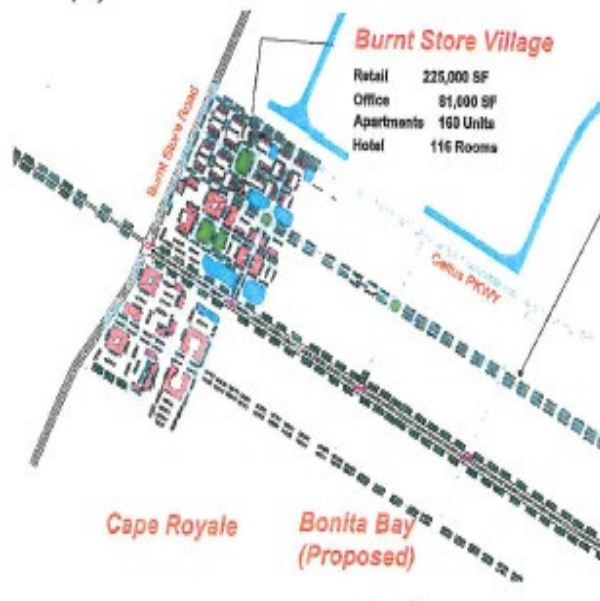 Burnt Store Village
Retail 225,000 SF
Office 81,000 SF
Apartments 160 Units
Hotel 116 Rooms
Burnt Store Road
PKWY
Cape Royale
Bonita Bay
(Proposed)